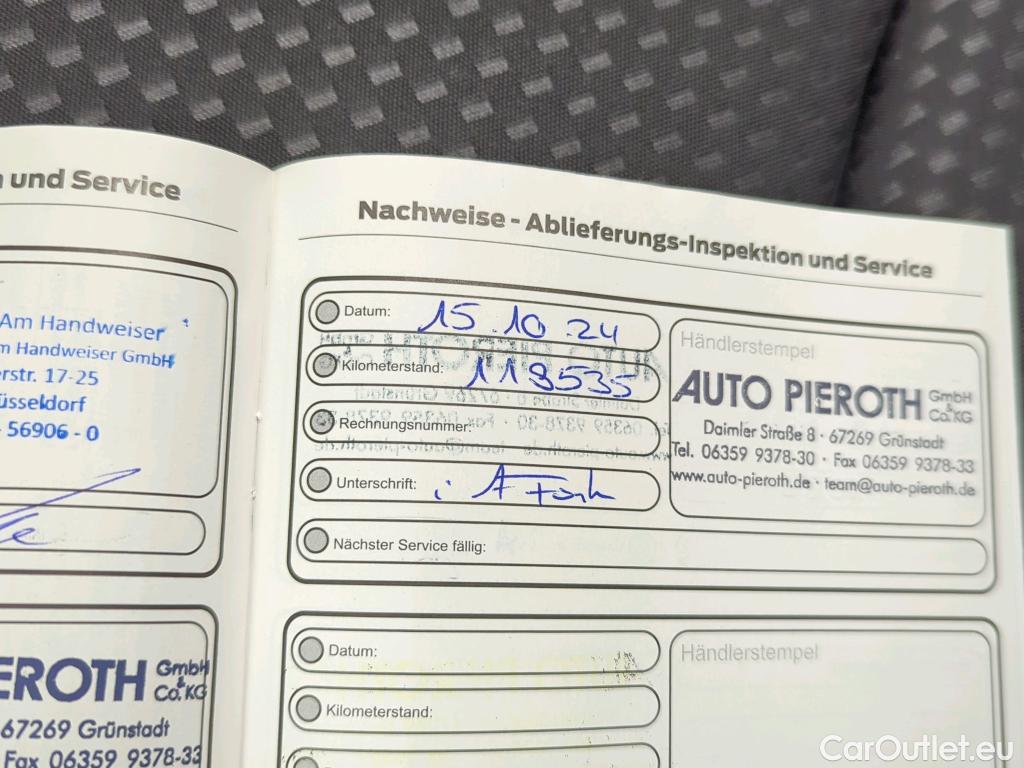 und Service
Am Handweiser
m Handweiser GmbH
rstr. 17-25
üsseldorf
56906-0
EROTH GmbH & Co.KG
67269 Grünstadt
Fax 06359 9378-33
Nachweise - Ablieferungs-Inspektion und Service
Datum: 15.10.24
Kilometerstand: 119535
Rechnungsnummer:
Unterschrift: i. A
Nächster Service fällig:
Händlerstempel
AUTO PIEROTH GmbH & Co.KG
Daimler Straße 8 · 67269 Grünstadt
Tel. 06359 9378-30 · Fax 06359 9378-33
www.auto-pieroth.de · team@auto-pieroth.de
Datum:
Kilometerstand:
Händlerstempel
CarOutlet.eu